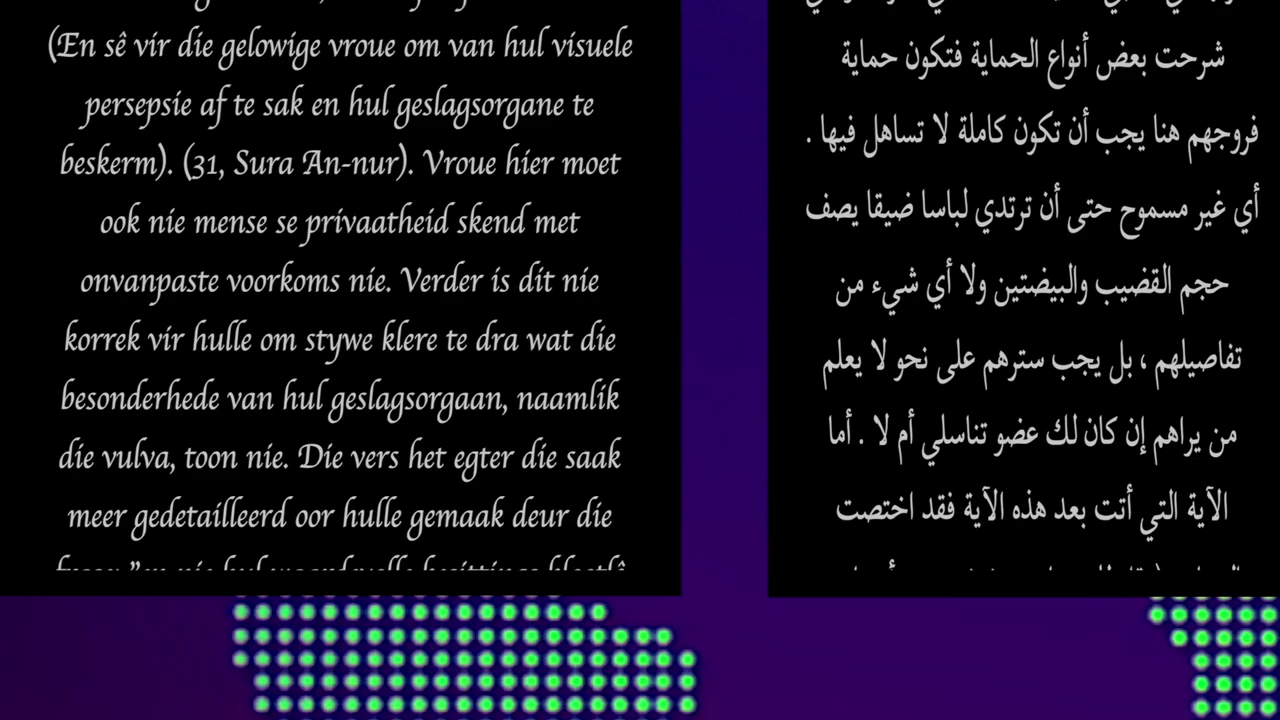 (En sê vir die gelowige vroue om van hul visuele
persepsie af te sak en hul geslagsorgane te
beskerm). (31, Sura An-nur). Vroue hier moet
ook nie mense se privaatheid skend met
onvanpaste voorkoms nie. Verder is dit nie
korrek vir hulle om stywe klere te dra wat die
besonderhede van hul geslagsorgaan, naamlik
die vulva, toon nie. Die vers het egter die saak
meer gedetailleerd oor hulle gemaak deur die
شرحت بعض أنواع الحماية فتكون حماية
فروجهم هنا يجب أن تكون كاملة لا تساهل فيها .
أي غير مسموح حتى أن ترتدي لباسا ضيقا يصف
حجم القضيب والبيضتين ولا أي شيء من
تفاصيلهم ، بل يجب سترهم على نحو لا يعلم
من يراهم إن كان لك عضو تناسلي أم لا . أما
الآية التي أتت بعد هذه الآية فقد اختصت